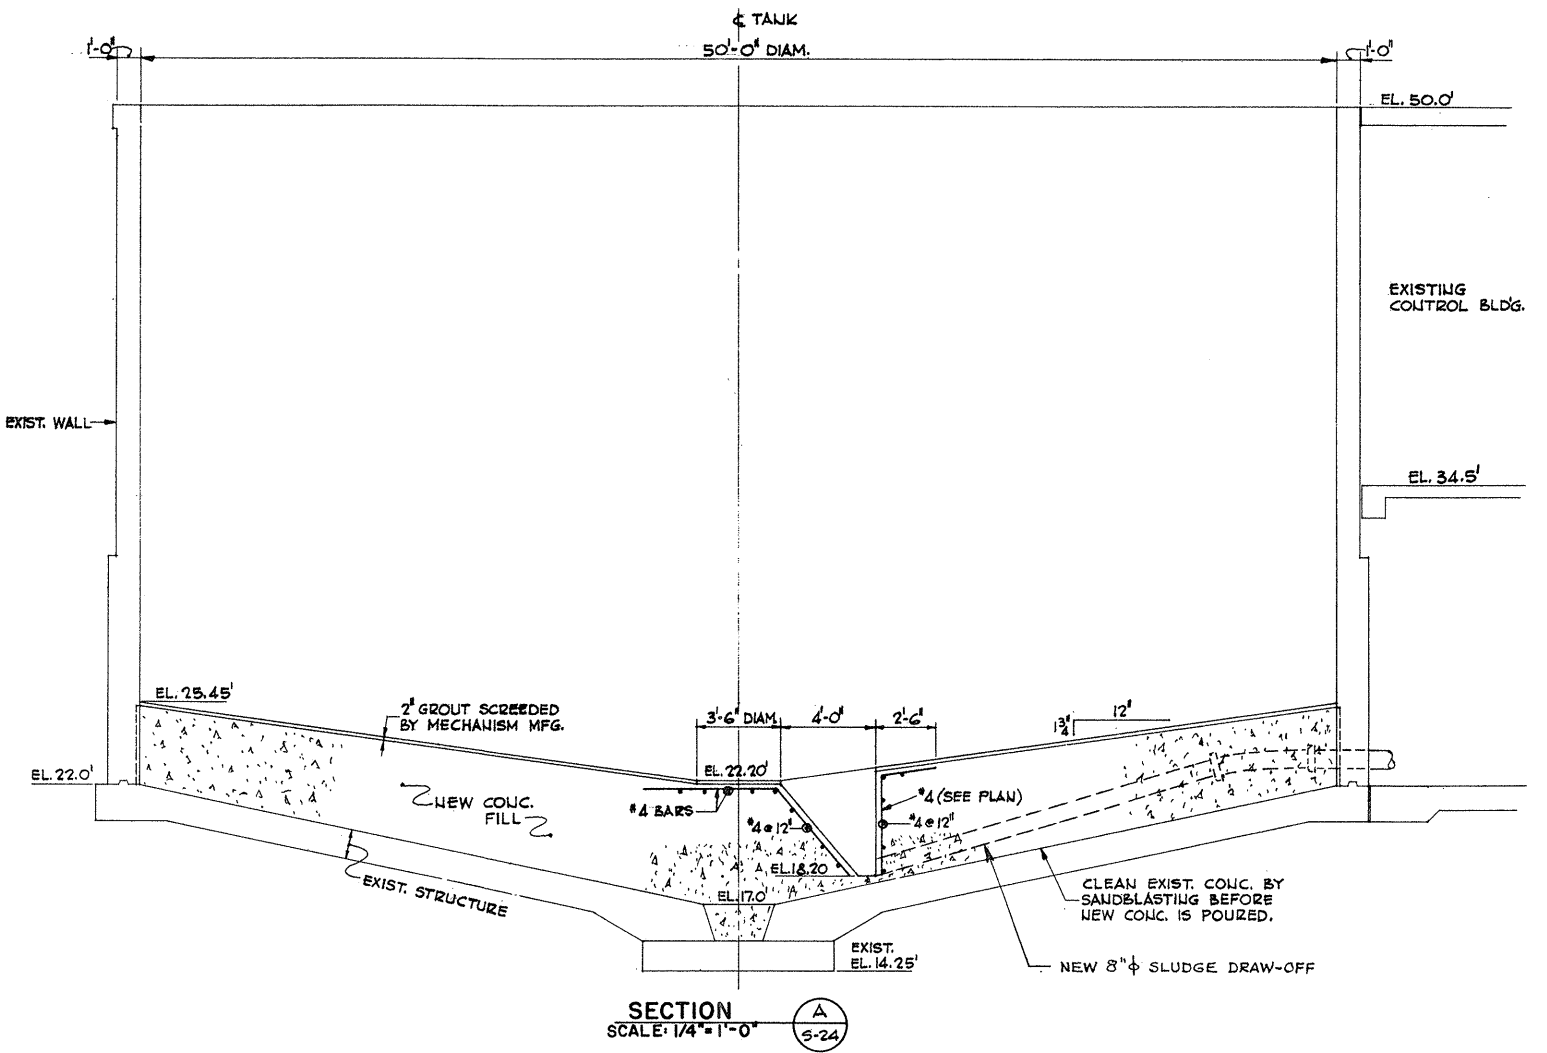 ℄ TANK
1'-0"
50'-0" DIAM.
1'-0"
EL. 50.0'
EXISTING
CONTROL BLD'G.
EXIST. WALL
EL. 34.5'
EL. 25.45'
2" GROUT SCREEDED
BY MECHANISM MFG.
3'-6" DIAM.
4'-0"
2'-6"
12"
1 3/4"
EL. 22.0'
EL. 22.20'
NEW CONC.
FILL
#4 BARS
#4 (SEE PLAN)
#4 @ 12"
#4 @ 12"
EL. 18.20
EXIST. STRUCTURE
EL. 17.0'
CLEAN EXIST. CONC. BY
SANDBLASTING BEFORE
NEW CONC. IS POURED.
EXIST.
EL. 14.25'
NEW 8"⌀ SLUDGE DRAW-OFF
SECTION
SCALE: 1/4" = 1'-0"
A
S-24